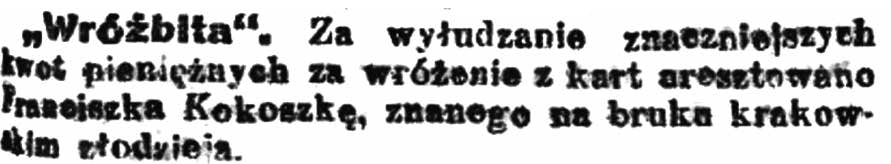 „Wróżbita“. Za wyłudzanie znaczniejszych
kwot pieniężnych za wróżenie z kart aresztowano
Franciszka Kokoszkę, znanego na bruku krakow-
skim złodzieja.